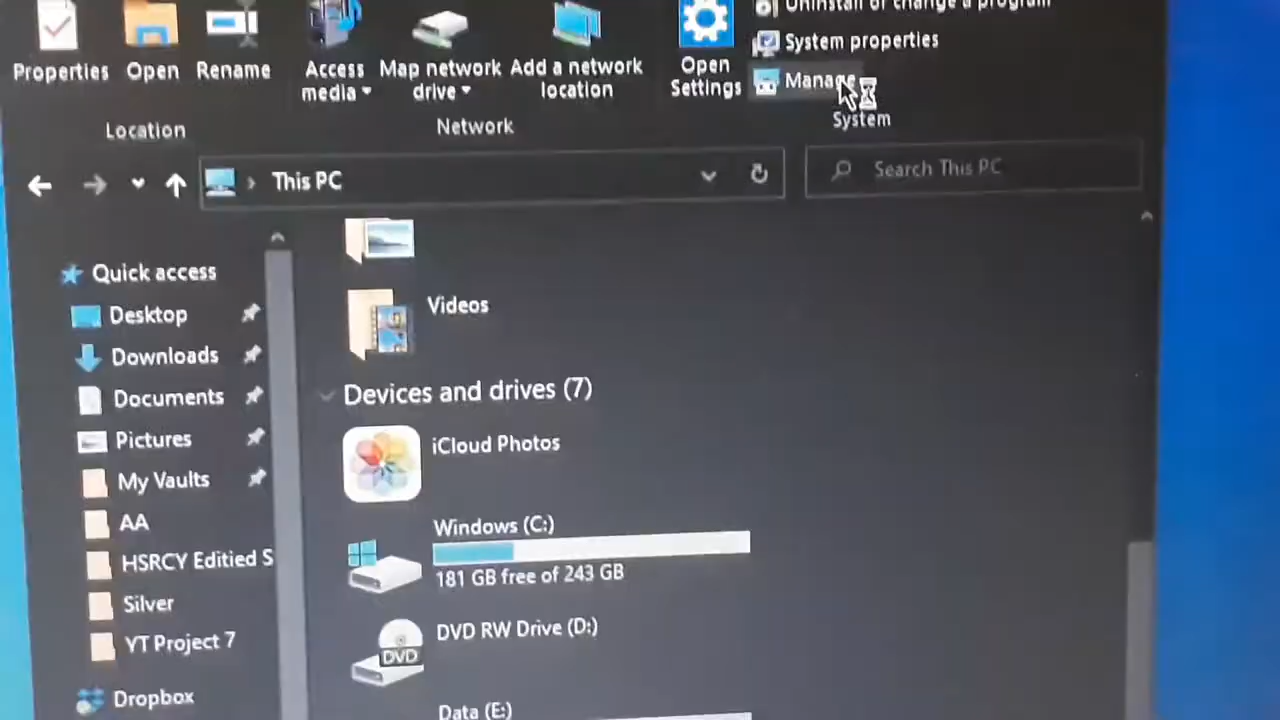 Uninstall or change a program
System properties
Manage
System
Properties
Open
Rename
Access media
Map network drive
Add a network location
Open Settings
Location
Network
This PC
Search This PC
Quick access
Desktop
Downloads
Documents
Pictures
My Vaults
AA
HSRCY Editied S
Silver
YT Project 7
Dropbox
Videos
Devices and drives (7)
iCloud Photos
Windows (C:)
181 GB free of 243 GB
DVD RW Drive (D:)
DVD
Data (E:)